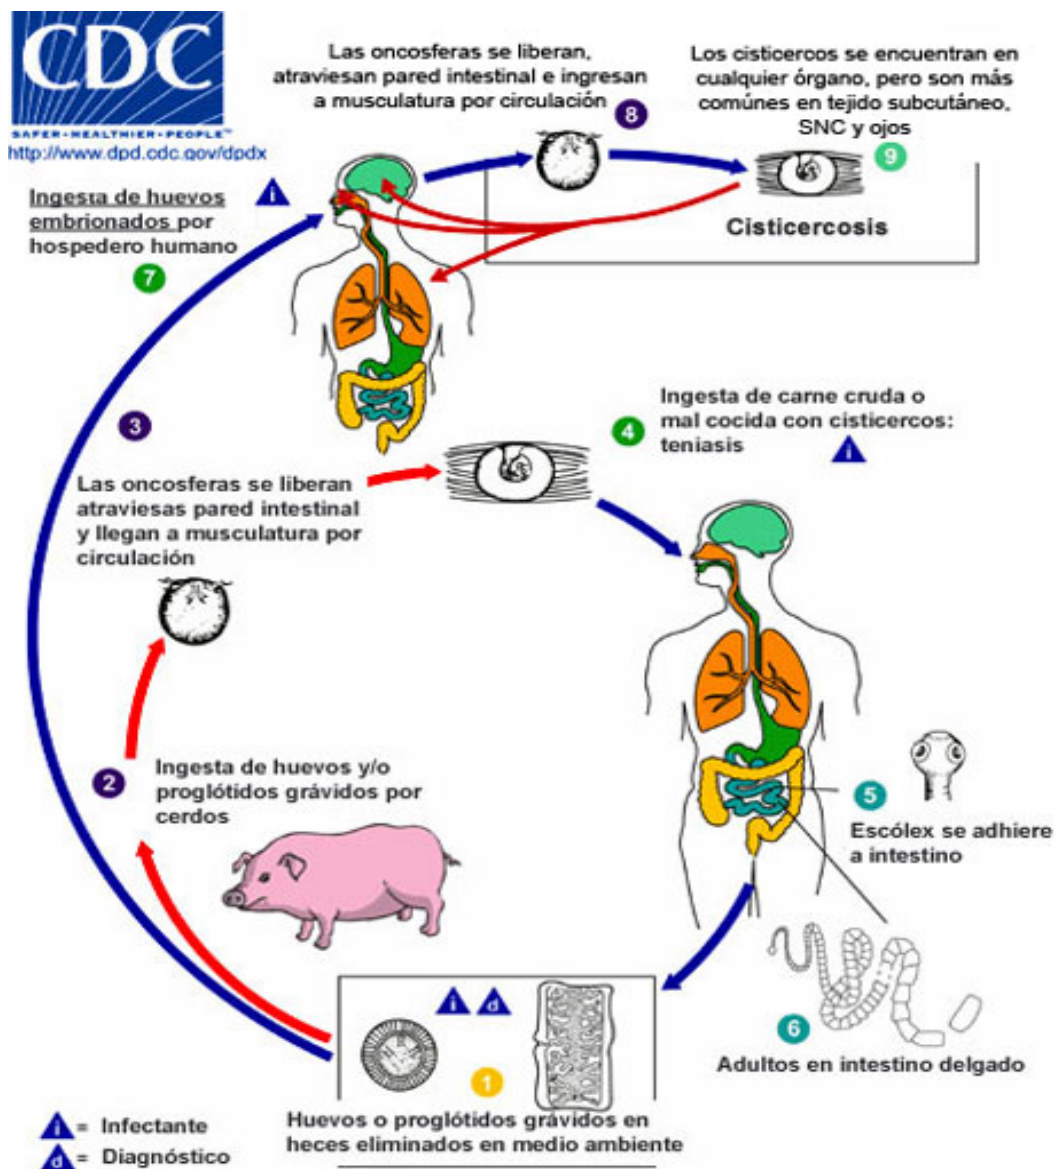 CDC
SAFER•HEALTHIER•PEOPLE™
http://www.dpd.cdc.gov/dpdx
Las oncosferas se liberan,
atraviesan pared intestinal e ingresan
a musculatura por circulación
8
Los cisticercos se encuentran en
cualquier órgano, pero son más
comúnes en tejido subcutáneo,
SNC y ojos
9
Cisticercosis
Ingesta de huevos
embrionados por
hospedero humano
i
7
3
Las oncosferas se liberan
atraviesas pared intestinal
y llegan a musculatura por
circulación
4
Ingesta de carne cruda o
mal cocida con cisticercos:
teniasis
i
2
Ingesta de huevos y/o
proglótidos grávidos por
cerdos
5
Escólex se adhiere
a intestino
6
Adultos en intestino delgado
i d
1
Huevos o proglótidos grávidos en
heces eliminados en medio ambiente
i = Infectante
d = Diagnóstico